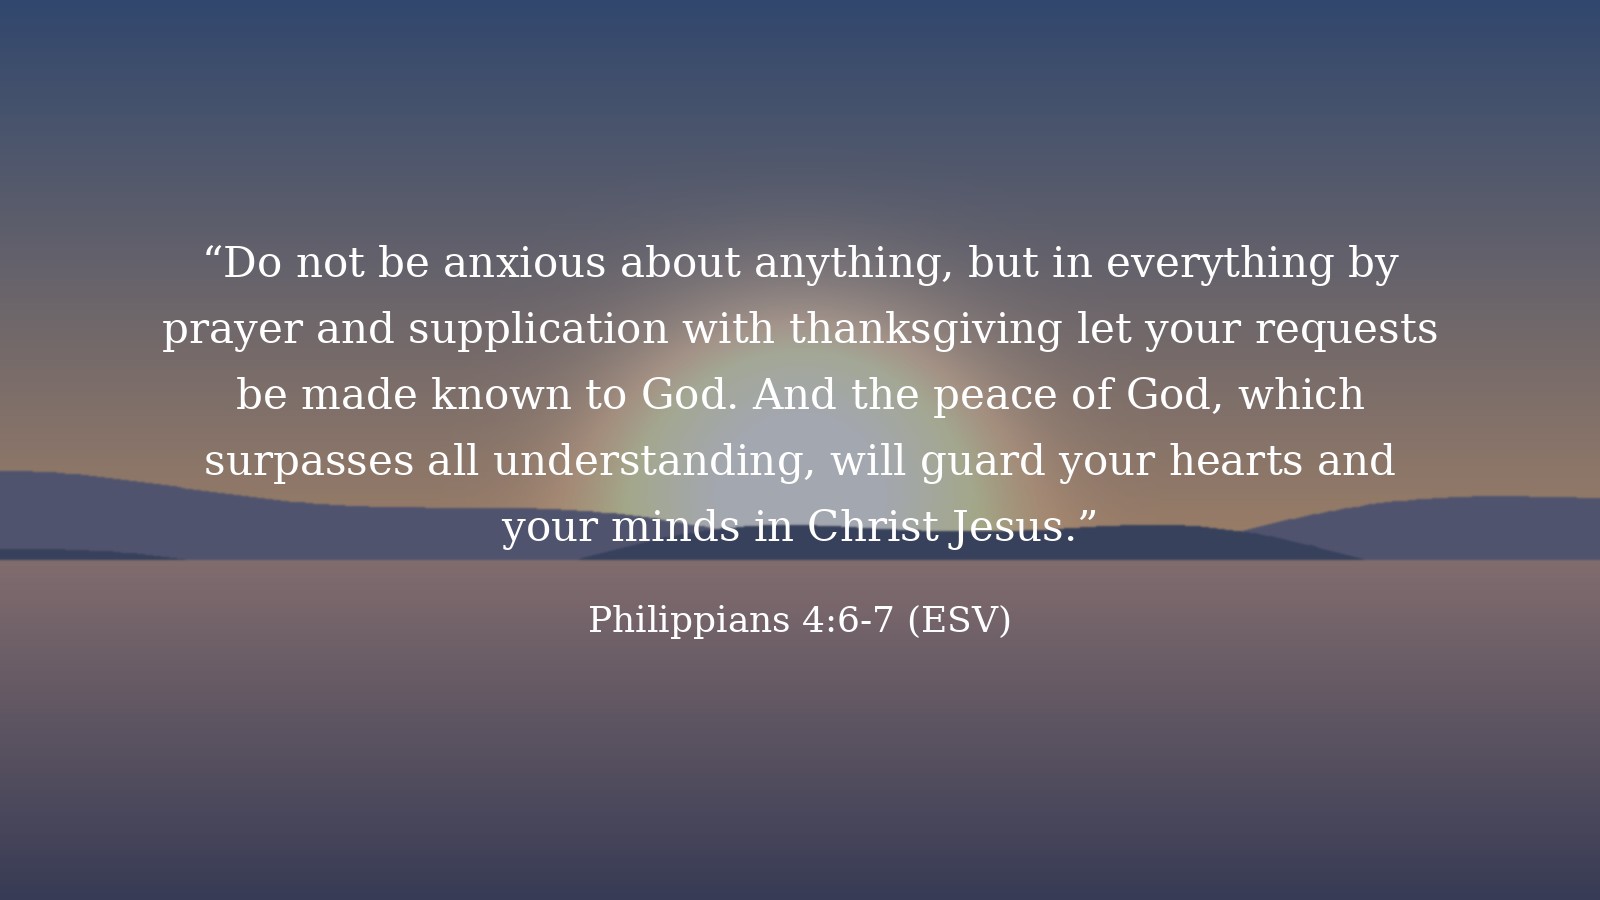 “Do not be anxious about anything, but in everything by
prayer and supplication with thanksgiving let your requests
be made known to God. And the peace of God, which
surpasses all understanding, will guard your hearts and
your minds in Christ Jesus.”
Philippians 4:6-7 (ESV)